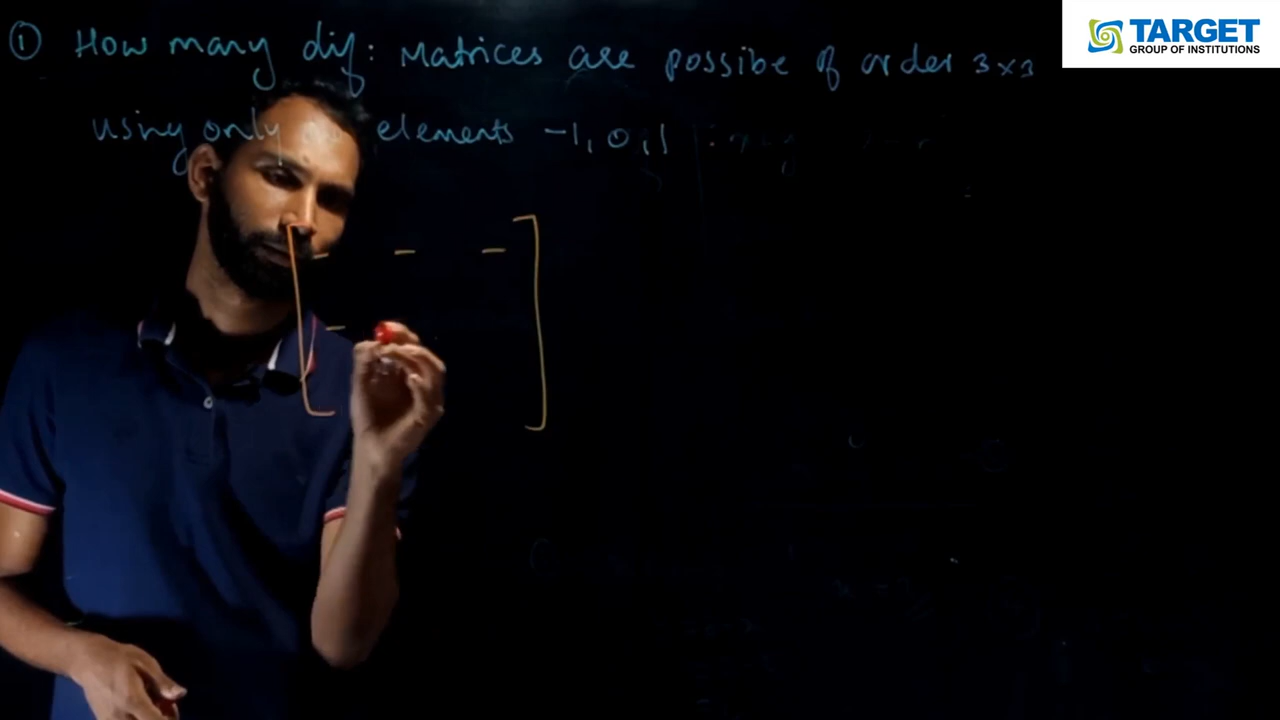 ① How many dif: Matrices are possibe of order 3×3
using only elements -1, 0, 1
TARGET
GROUP OF INSTITUTIONS